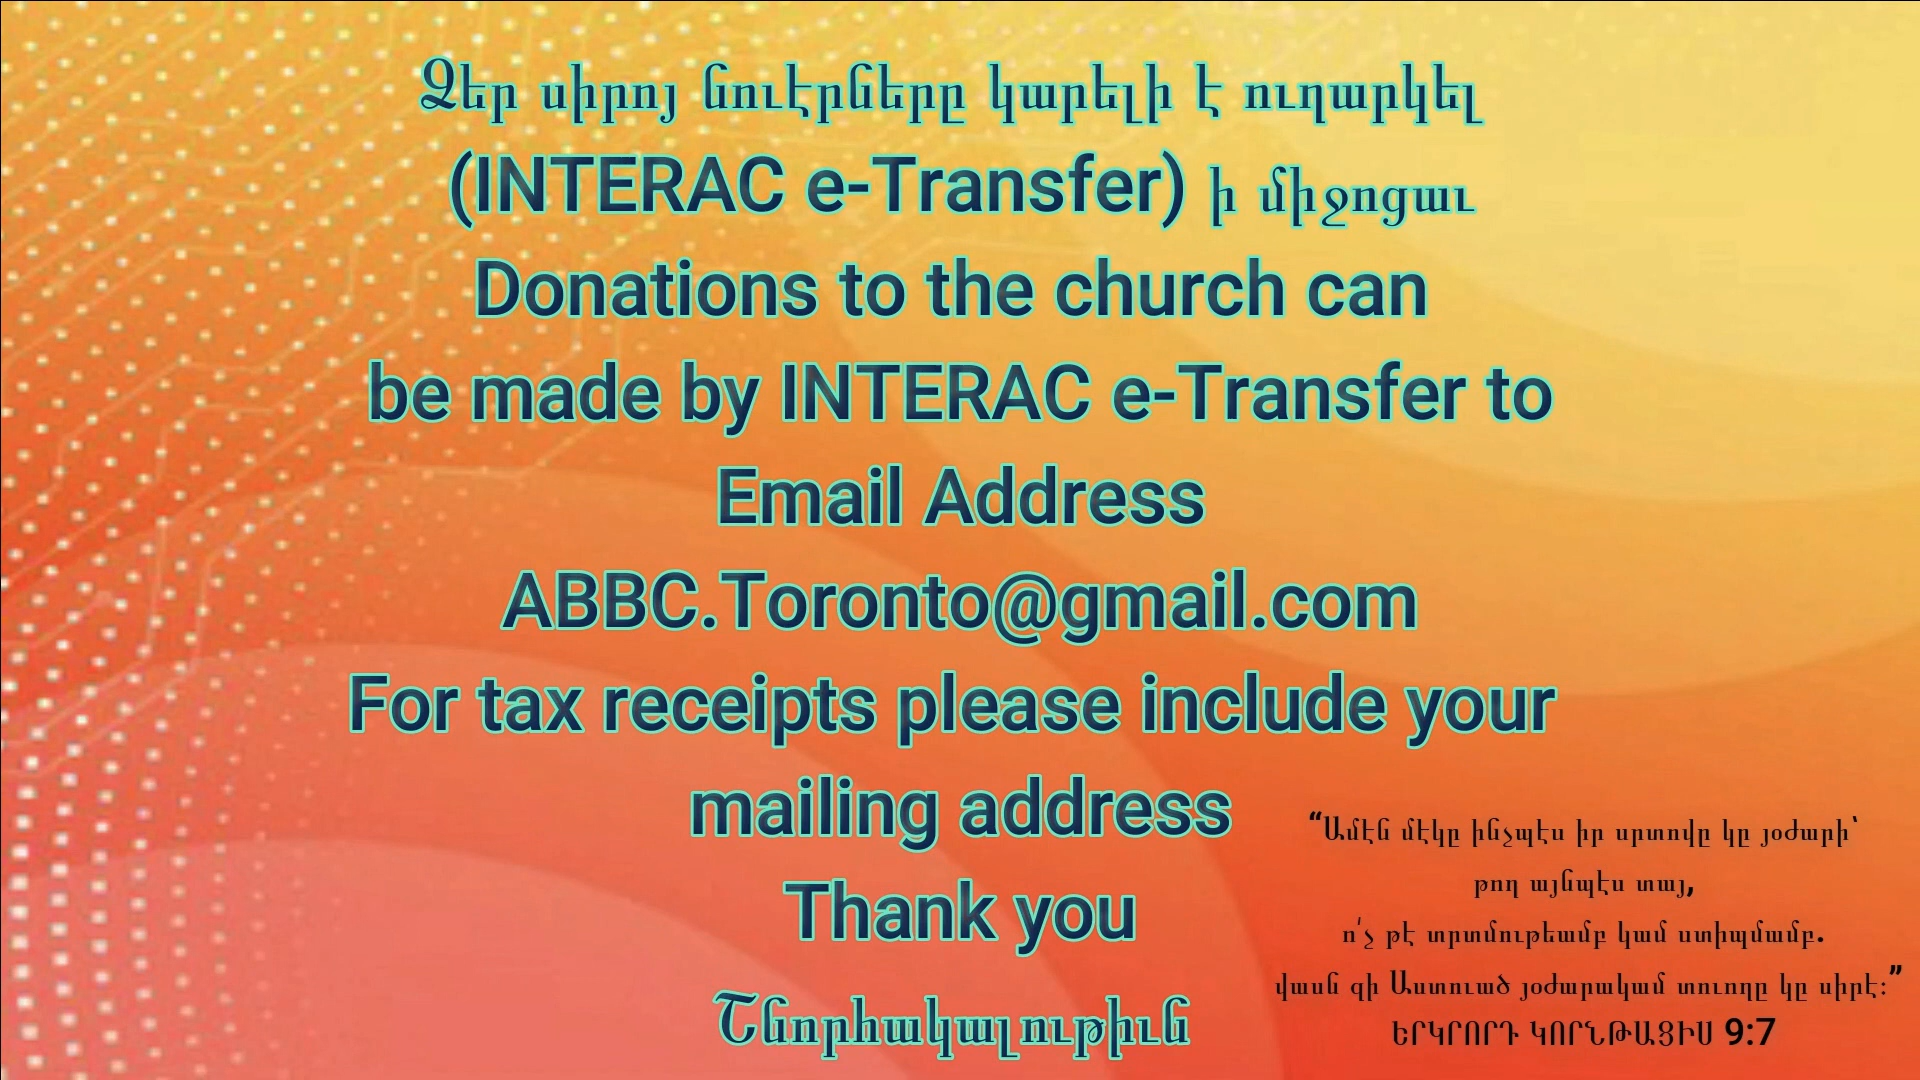 Ձեր սիրոյ նուէրները կարելի է ուղարկել
(INTERAC e-Transfer) ի միջոցաւ
Donations to the church can
be made by INTERAC e-Transfer to
Email Address
ABBC.Toronto@gmail.com
For tax receipts please include your
mailing address
Thank you
Շնորհակալութիւն
“Ամէն մէկը ինչպէս իր սրտովը կը յօժարի՝
թող այնպէս տայ,
ո՛չ թէ տրտմութեամբ կամ ստիպմամբ.
վասն զի Աստուած յօժարակամ տուողը կը սիրէ։”
ԵՐԿՐՈՐԴ ԿՈՐՆԹԱՑԻՍ 9:7